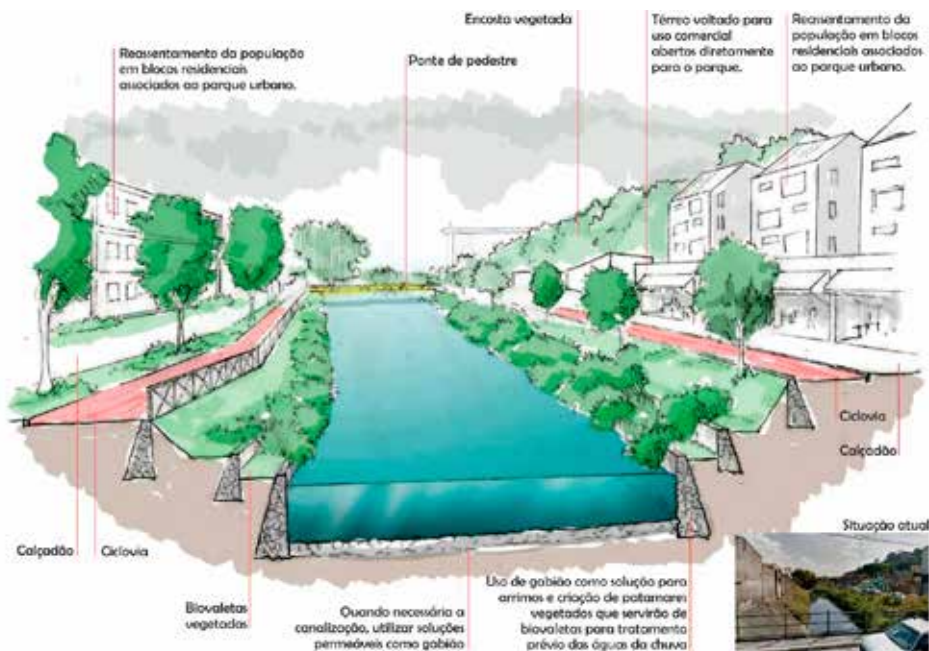 Reassentamento da população
em blocos residenciais
associados ao parque urbano.
Ponte de pedestre
Encosta vegetada
Térreo voltado para
uso comercial
abertos diretamente
para o parque.
Reassentamento da
população em blocos
residenciais associados
ao parque urbano.
Ciclovia
Calçadão
Calçadão
Ciclovia
Biovaletas
vegetadas
Quando necessária a
canalização, utilizar soluções
permeáveis como gabião
Uso de gabião como solução para
arrimos e criação de patamares
vegetados que servirão de
biovaletas para tratamento
prévio das águas da chuva
Situação atual